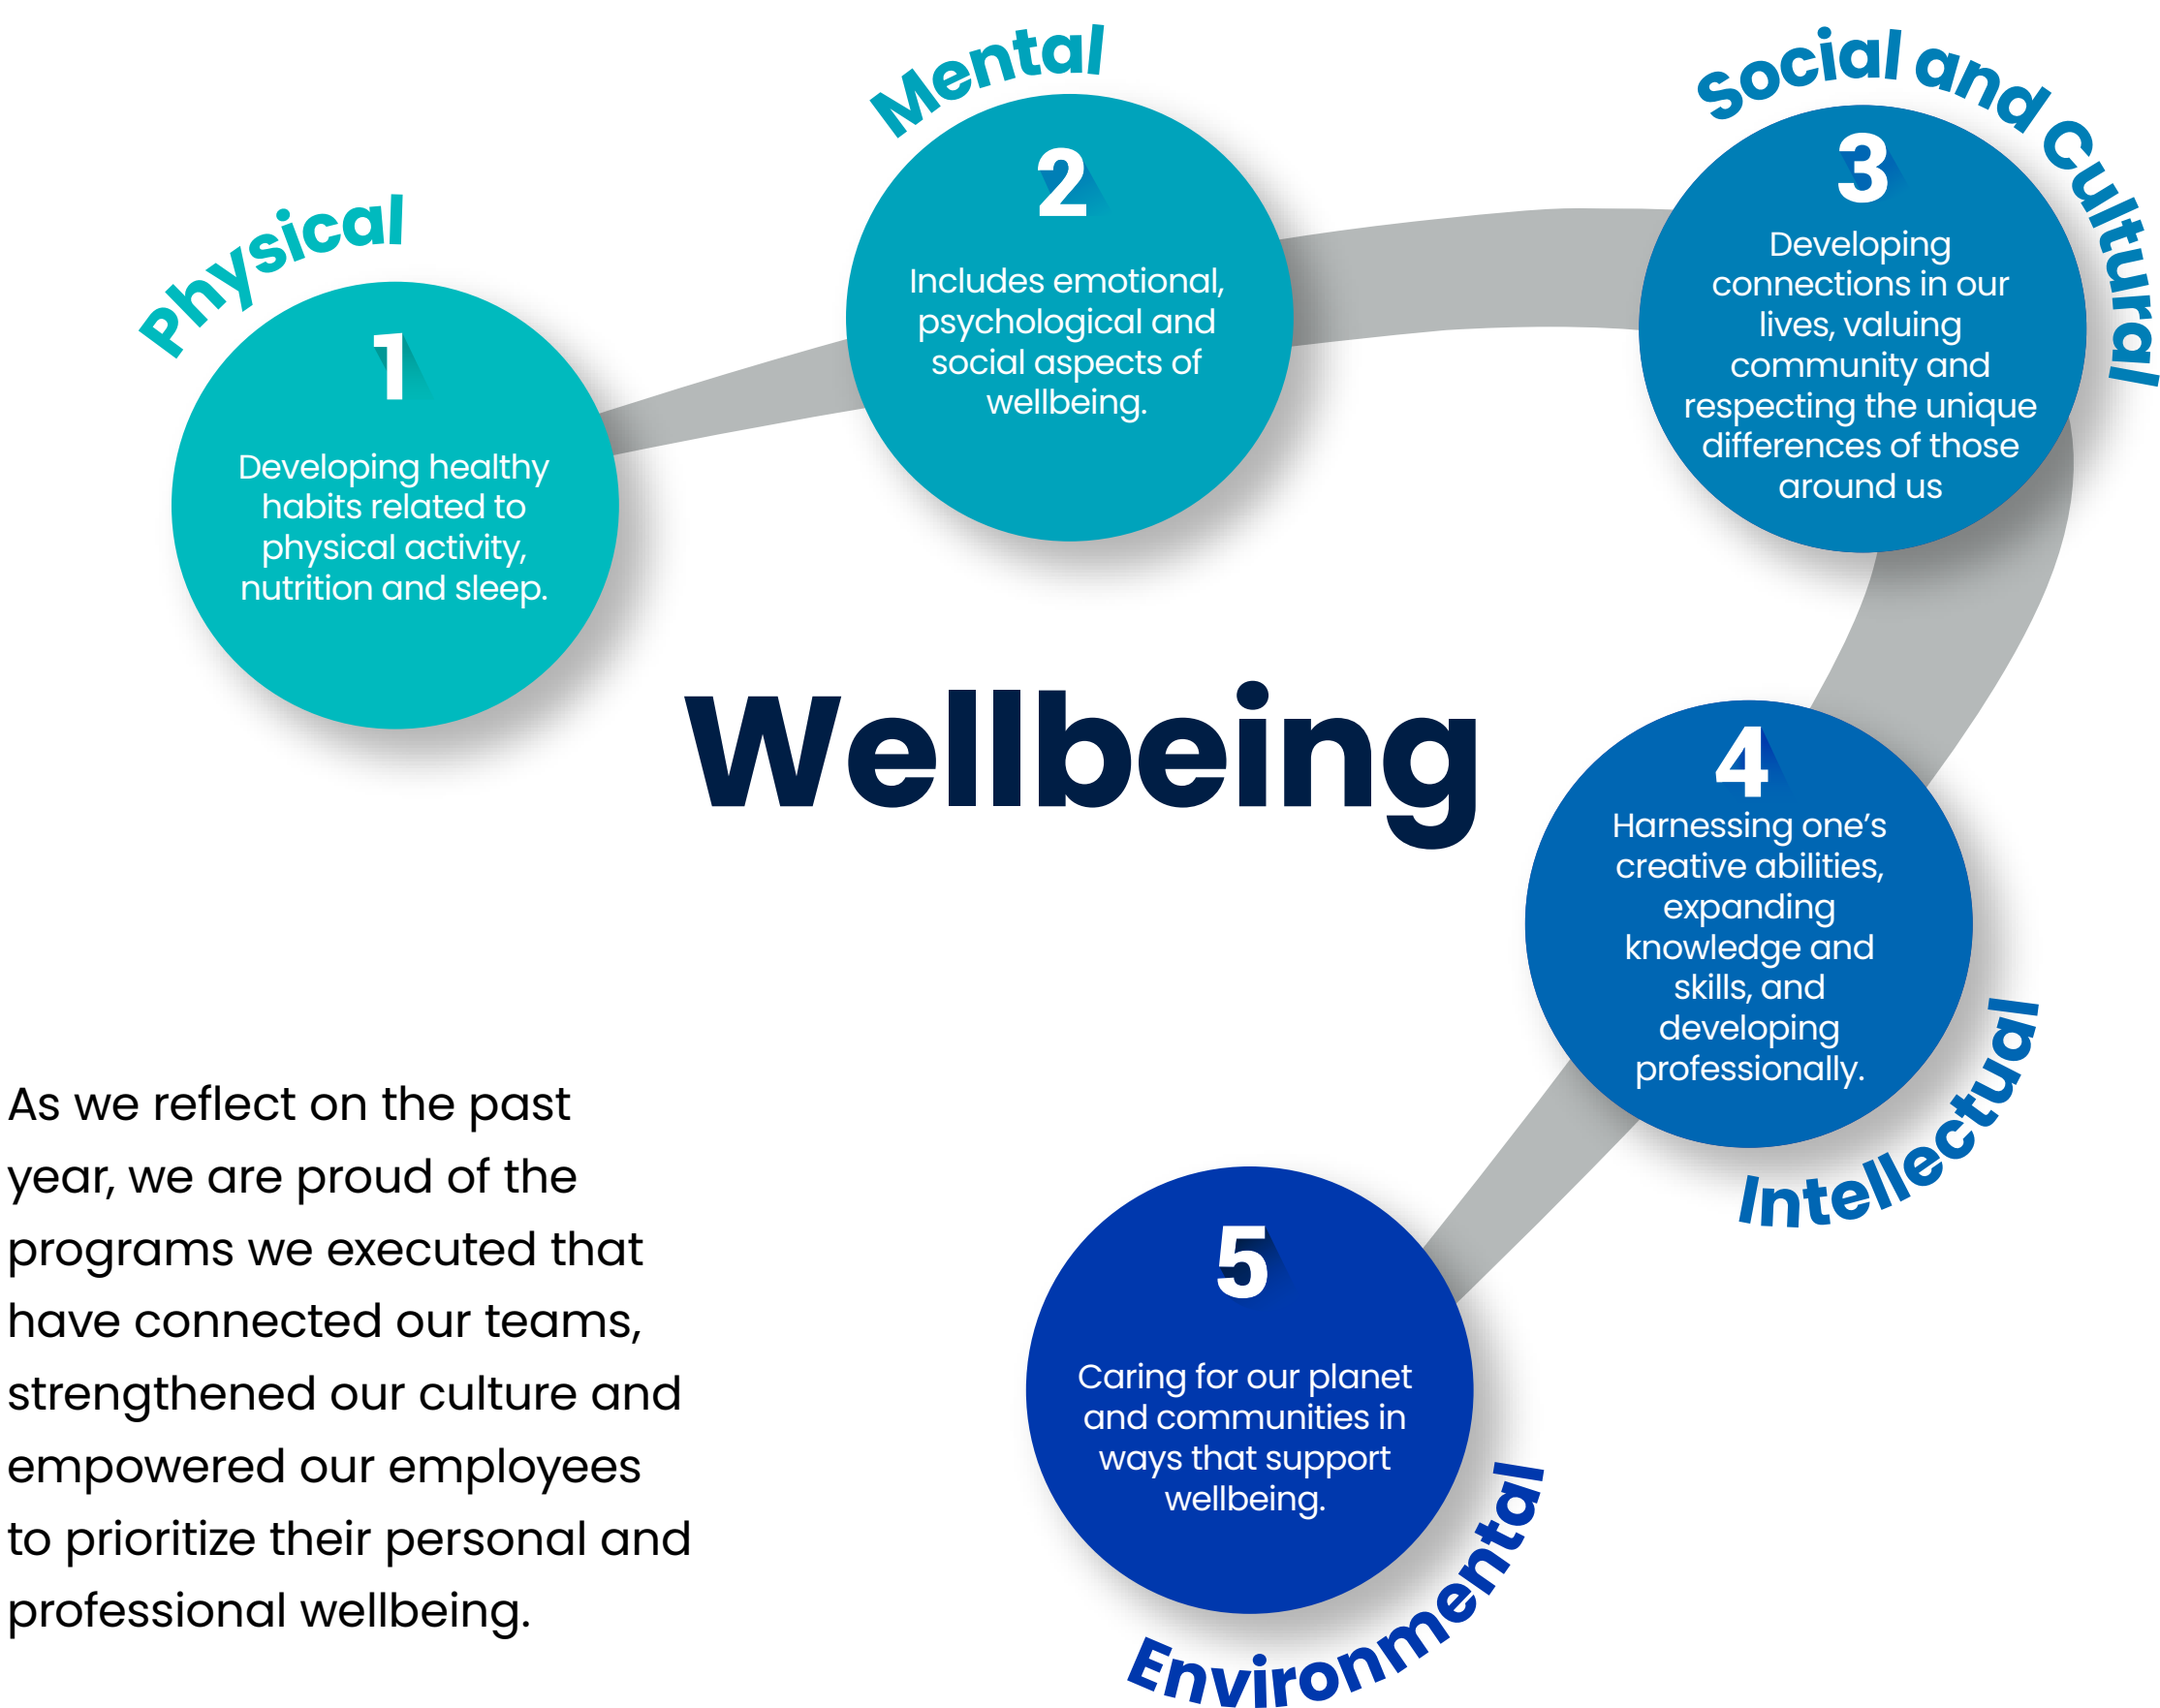 Physical
1
Developing healthy
habits related to
physical activity,
nutrition and sleep.
Mental
2
Includes emotional,
psychological and
social aspects of
wellbeing.
Social and Cultural
3
Developing
connections in our
lives, valuing
community and
respecting the unique
differences of those
around us
Wellbeing
4
Harnessing one’s
creative abilities,
expanding
knowledge and
skills, and
developing
professionally.
Intellectual
5
Caring for our planet
and communities in
ways that support
wellbeing.
Environmental
As we reflect on the past
year, we are proud of the
programs we executed that
have connected our teams,
strengthened our culture and
empowered our employees
to prioritize their personal and
professional wellbeing.